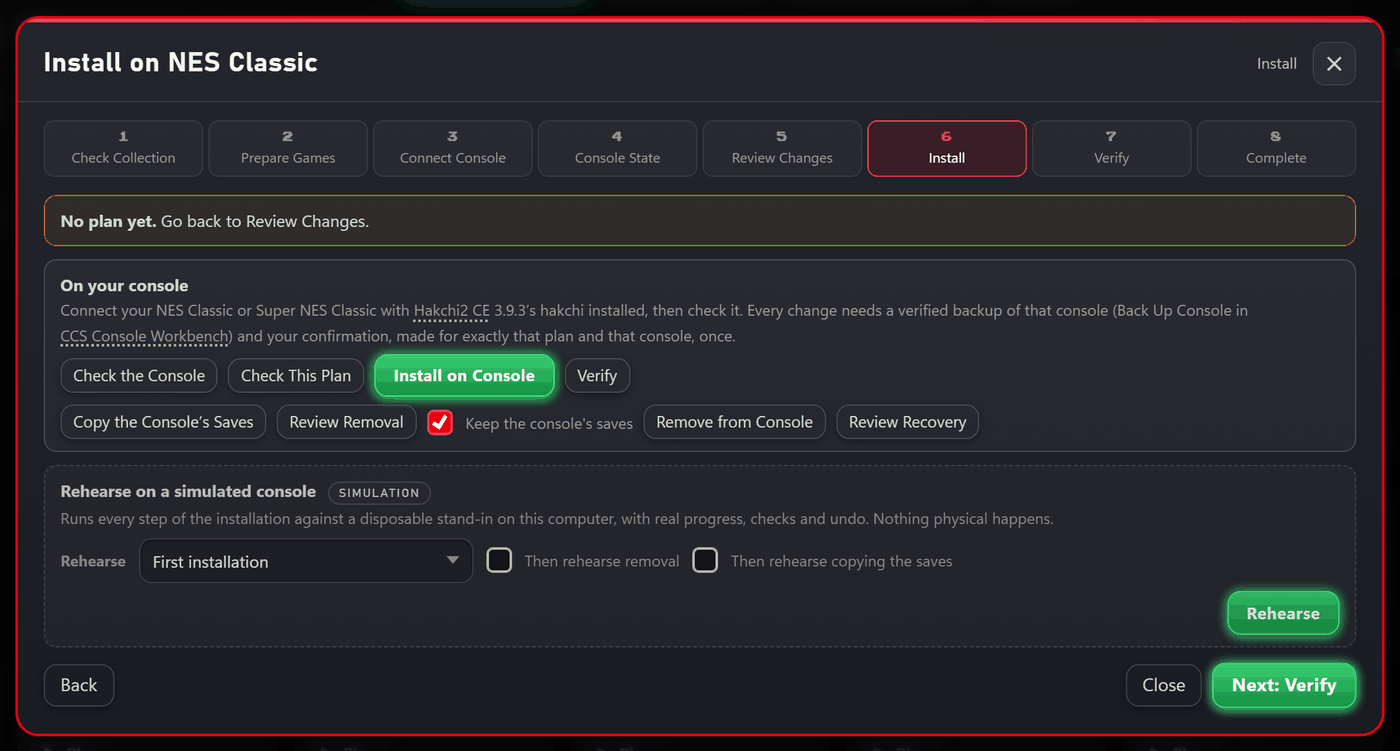 Install on NES Classic
Install
1
Check Collection
2
Prepare Games
3
Connect Console
4
Console State
5
Review Changes
6
Install
7
Verify
8
Complete
No plan yet. Go back to Review Changes.
On your console
Connect your NES Classic or Super NES Classic with Hakchi2 CE 3.9.3’s hakchi installed, then check it. Every change needs a verified backup of that console (Back Up Console in
CCS Console Workbench) and your confirmation, made for exactly that plan and that console, once.
Check the Console
Check This Plan
Install on Console
Verify
Copy the Console’s Saves
Review Removal
Keep the console's saves
Remove from Console
Review Recovery
Rehearse on a simulated console
SIMULATION
Runs every step of the installation against a disposable stand-in on this computer, with real progress, checks and undo. Nothing physical happens.
Rehearse
First installation
Then rehearse removal
Then rehearse copying the saves
Rehearse
Back
Close
Next: Verify